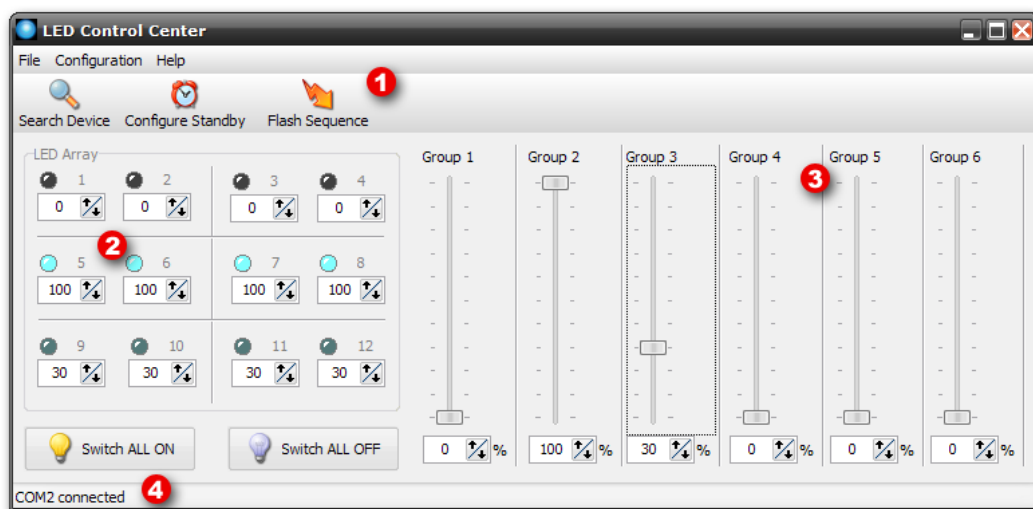 LED Control Center
File Configuration Help
1
Search Device Configure Standby Flash Sequence
LED Array
1 2 3 4
0 0 0 0
2
5 6 7 8
100 100 100 100
9 10 11 12
30 30 30 30
Switch ALL ON Switch ALL OFF
Group 1 Group 2 Group 3 Group 4 Group 5 Group 6
3
0 % 100 % 30 % 0 % 0 % 0 %
COM2 connected
4